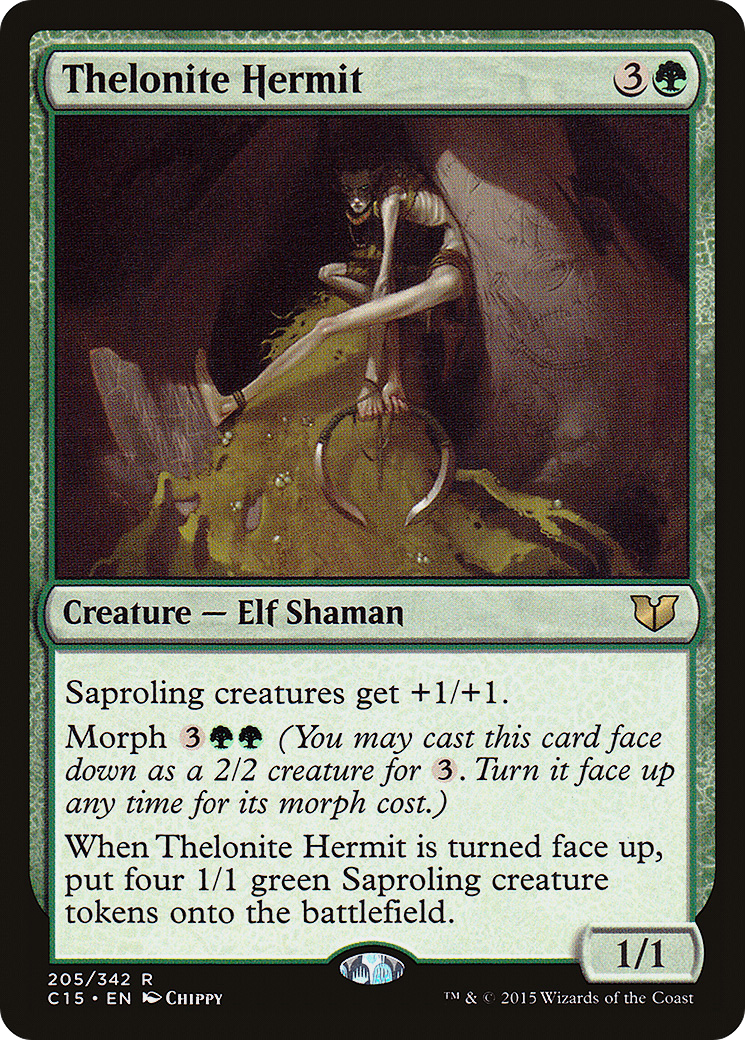 Thelonite Hermit 3
Creature — Elf Shaman
Saproling creatures get +1/+1.
Morph 3 (You may cast this card face
down as a 2/2 creature for 3. Turn it face up
any time for its morph cost.)
When Thelonite Hermit is turned face up,
put four 1/1 green Saproling creature
tokens onto the battlefield.
1/1
205/342 R
C15 • EN Chippy
™ & © 2015 Wizards of the Coast